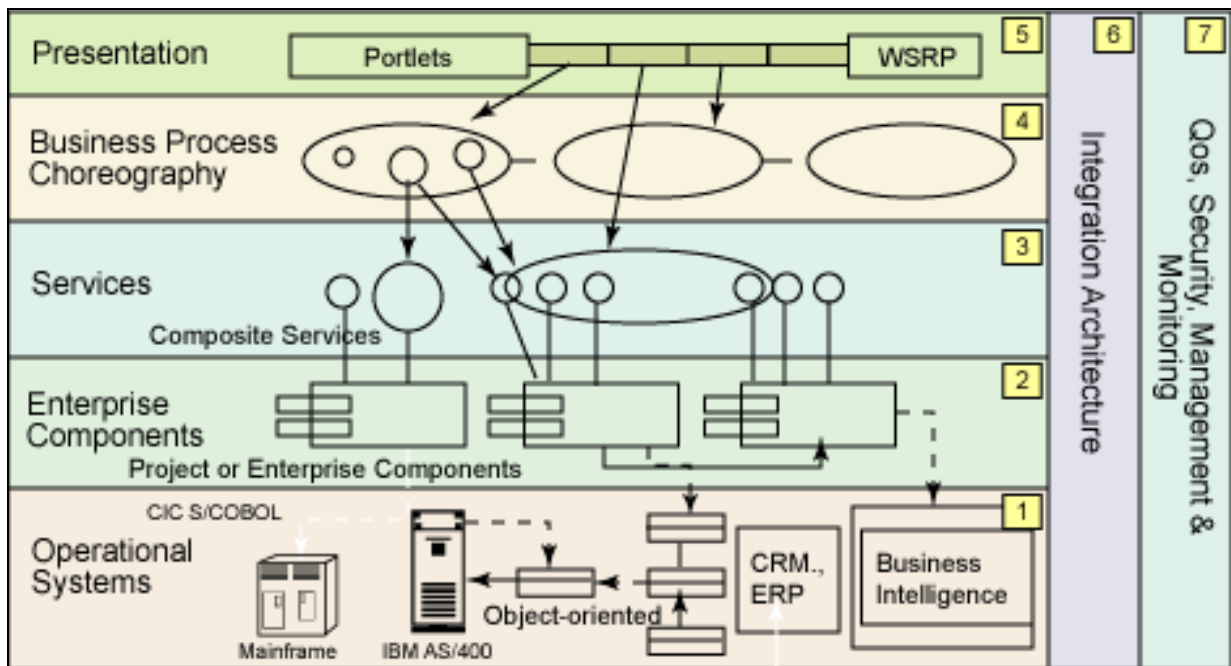 Presentation
Portlets
WSRP
5
Business Process
Choreography
4
Services
Composite Services
3
Enterprise
Components
Project or Enterprise Components
2
CIC S/COBOL
Operational
Systems
Mainframe
IBM AS/400
Object-oriented
CRM.,
ERP
Business
Intelligence
1
6
Integration Architecture
7
Qos, Security, Management &
Monitoring